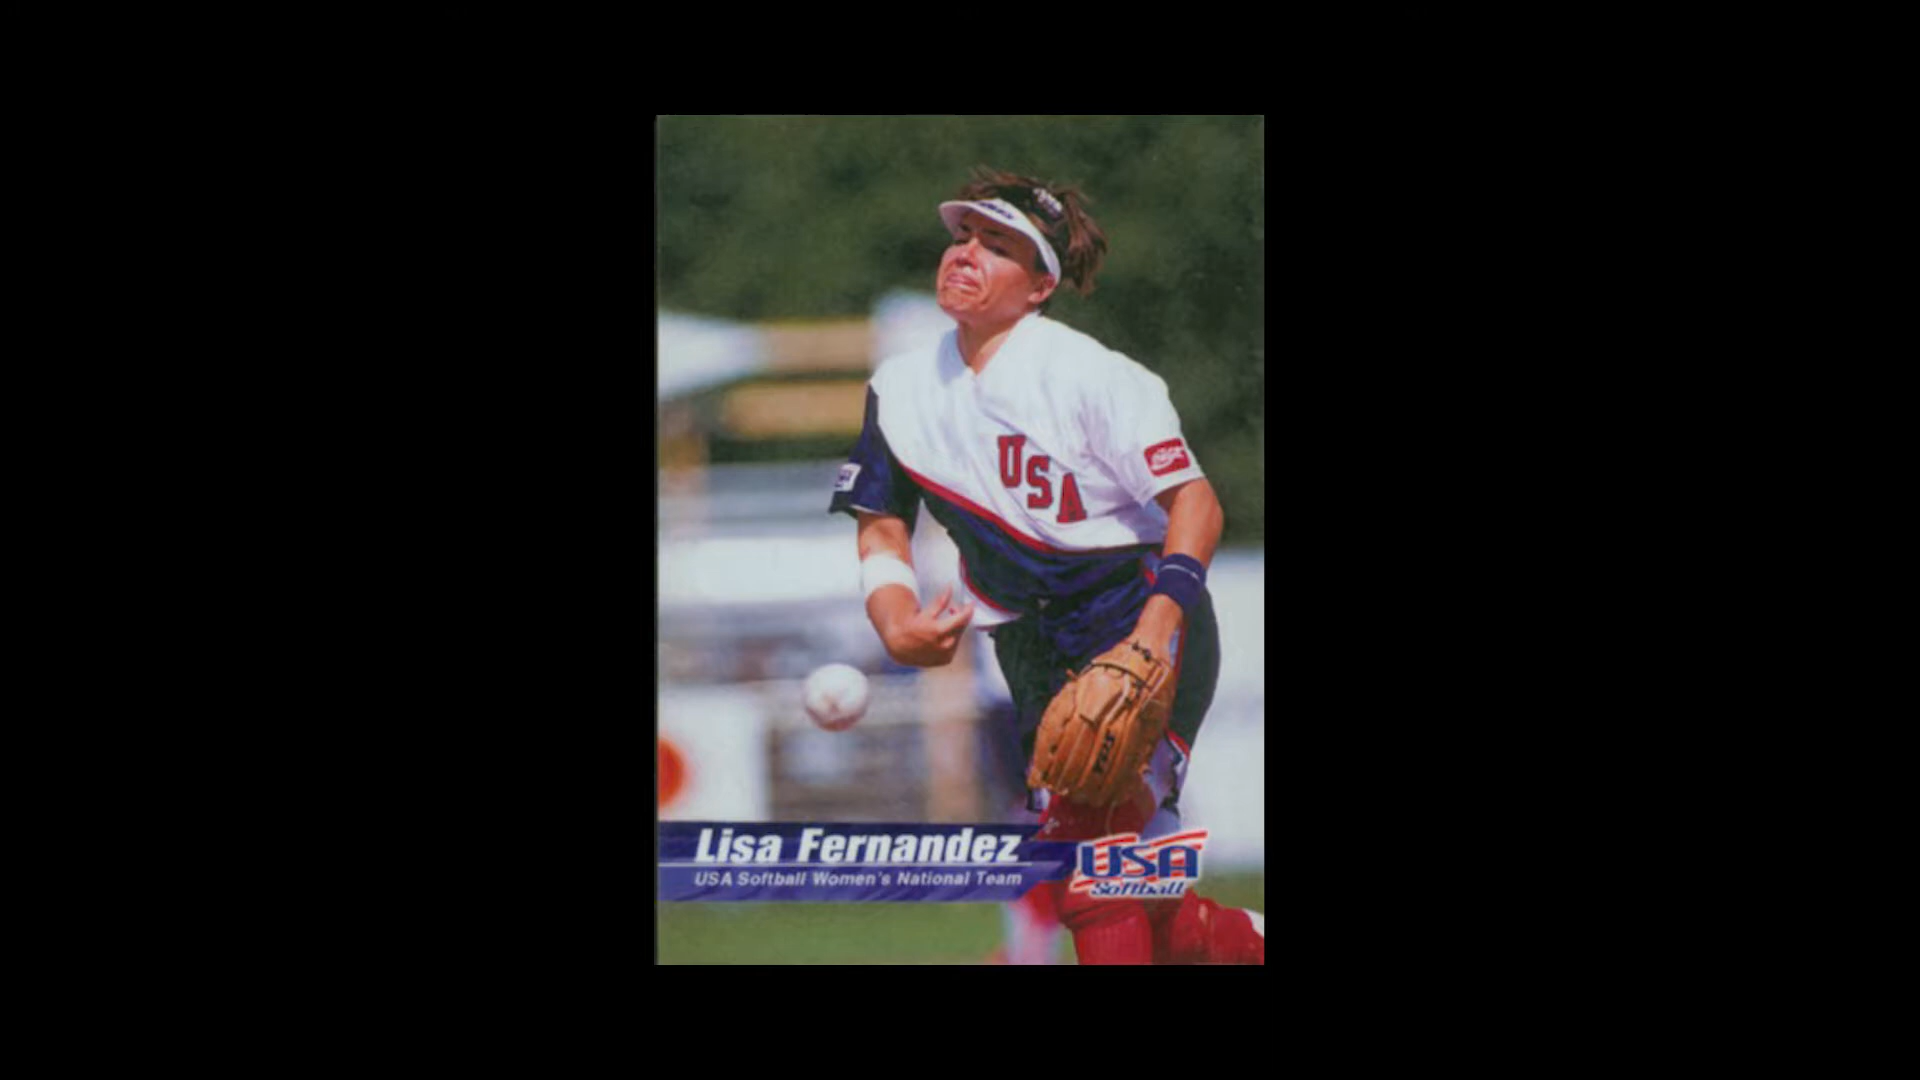 USA
Lisa Fernandez
USA Softball Women's National Team
USA
Softball